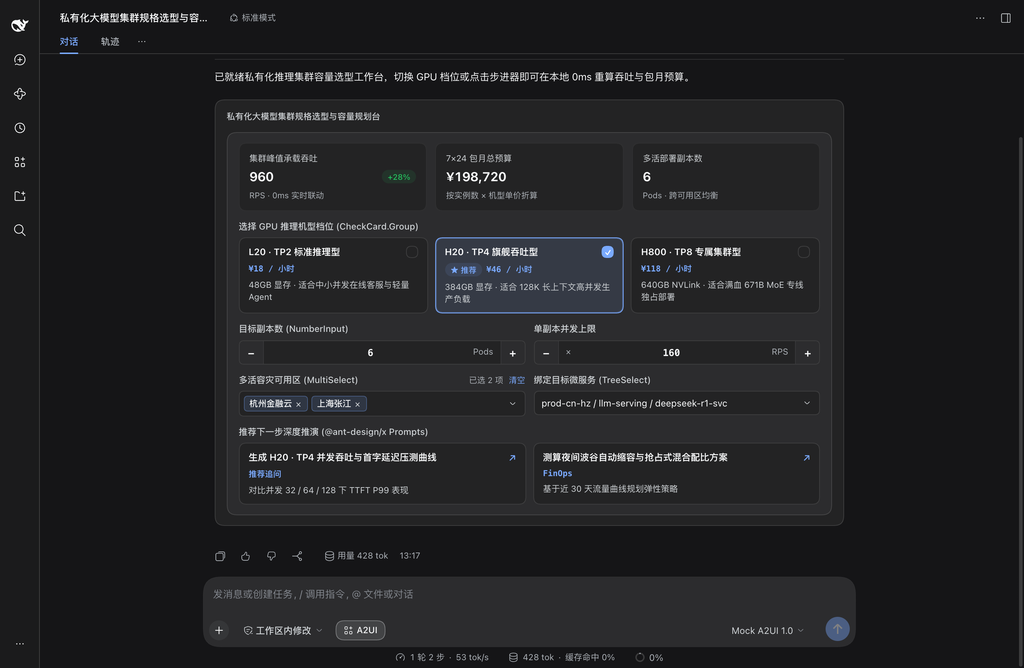 私有化大模型集群规格选型与容...
标准模式
对话
轨迹
已就绪私有化推理集群容量选型工作台，切换 GPU 档位或点击步进器即可在本地 0ms 重算吞吐与包月预算。
私有化大模型集群规格选型与容量规划台
集群峰值承载吞吐
960
+28%
RPS · 0ms 实时联动
7×24 包月总预算
¥198,720
按实例数 × 机型单价折算
多活部署副本数
6
Pods · 跨可用区均衡
选择 GPU 推理机型档位 (CheckCard.Group)
L20 · TP2 标准推理型
¥18 / 小时
48GB 显存 · 适合中小并发在线客服与轻量
Agent
H20 · TP4 旗舰吞吐型
★ 推荐 ¥46 / 小时
384GB 显存 · 适合 128K 长上下文高并发生
产负载
H800 · TP8 专属集群型
¥118 / 小时
640GB NVLink · 适合满血 671B MoE 专线
独占部署
目标副本数 (NumberInput)
− 6 Pods +
单副本并发上限
− × 160 RPS +
多活容灾可用区 (MultiSelect)
已选 2 项 清空
杭州金融云 × 上海张江 ×
绑定目标微服务 (TreeSelect)
prod-cn-hz / llm-serving / deepseek-r1-svc
推荐下一步深度推演 (@ant-design/x Prompts)
生成 H20 · TP4 并发吞吐与首字延迟压测曲线
推荐追问
对比并发 32 / 64 / 128 下 TTFT P99 表现
测算夜间波谷自动缩容与抢占式混合配比方案
FinOps
基于近 30 天流量曲线规划弹性策略
用量 428 tok 13:17
发消息或创建任务, / 调用指令, @ 文件或对话
工作区内修改
A2UI
Mock A2UI 1.0
1 轮 2 步 · 53 tok/s
428 tok · 缓存命中 0%
0%